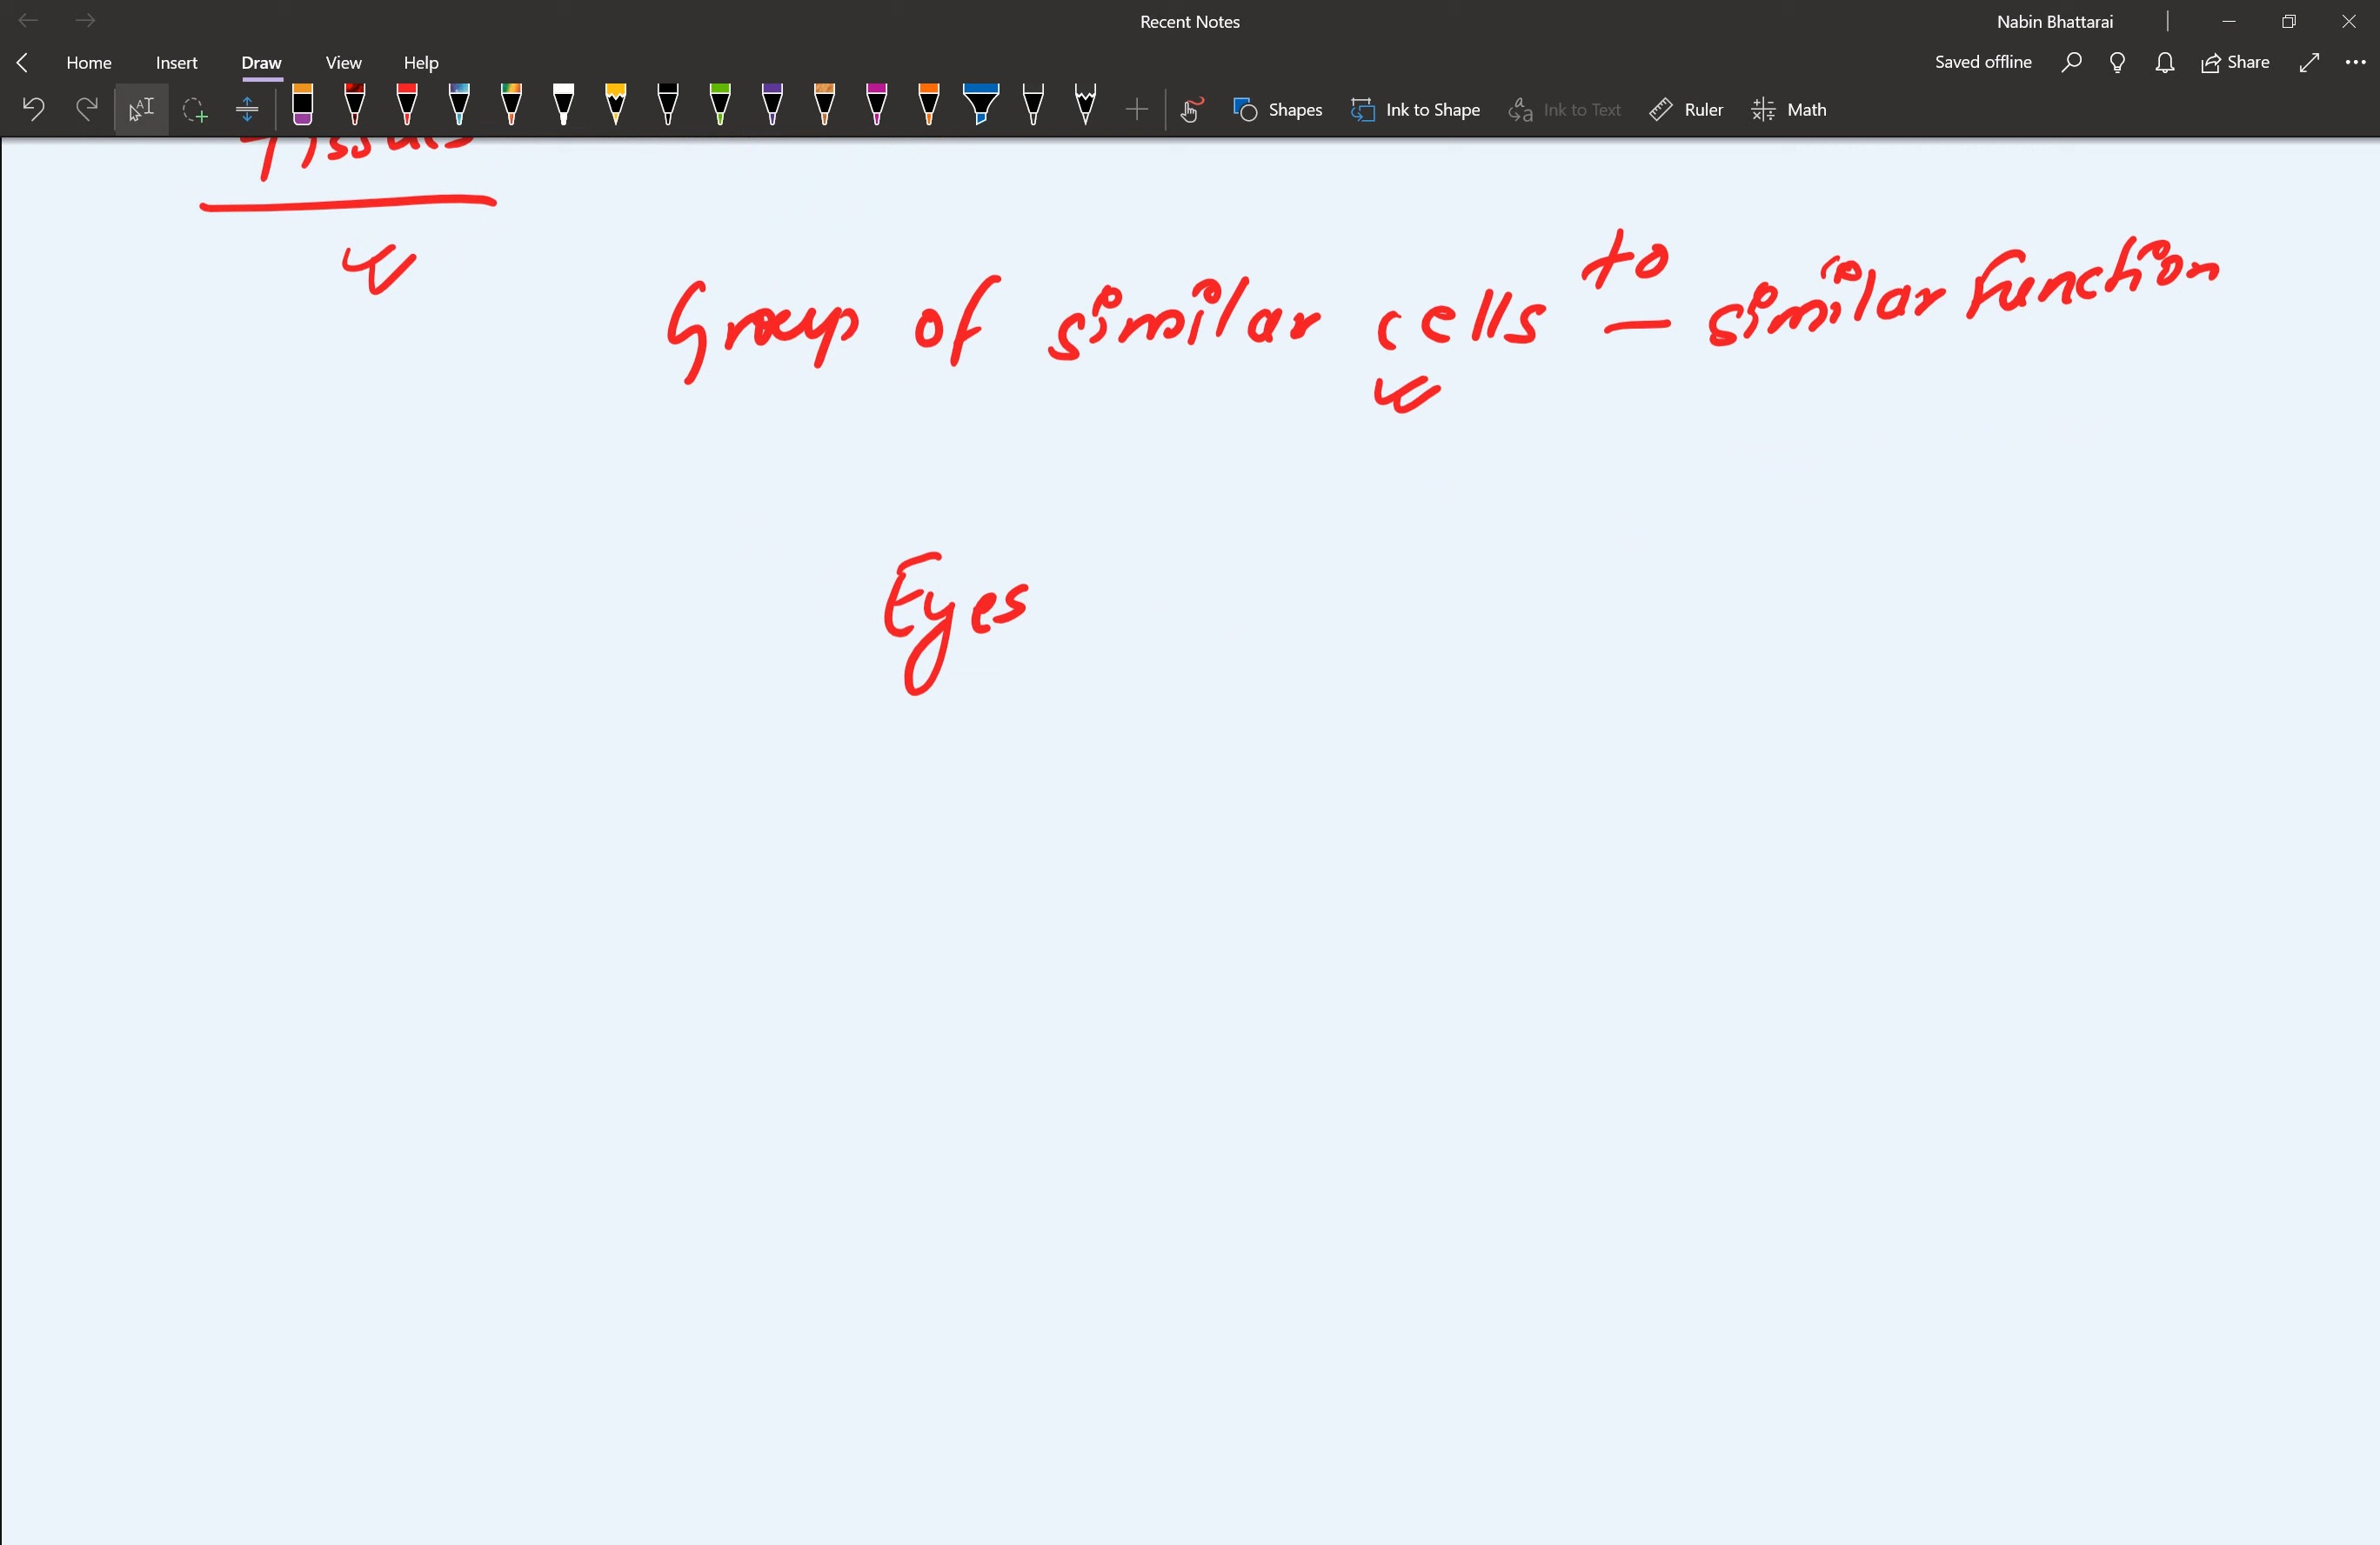 Recent Notes
Nabin Bhattarai
Home Insert Draw View Help
Saved offline
Share
Shapes
Ink to Shape
Ink to Text
Ruler
Math
Group of similar cells to – similar function
Eyes